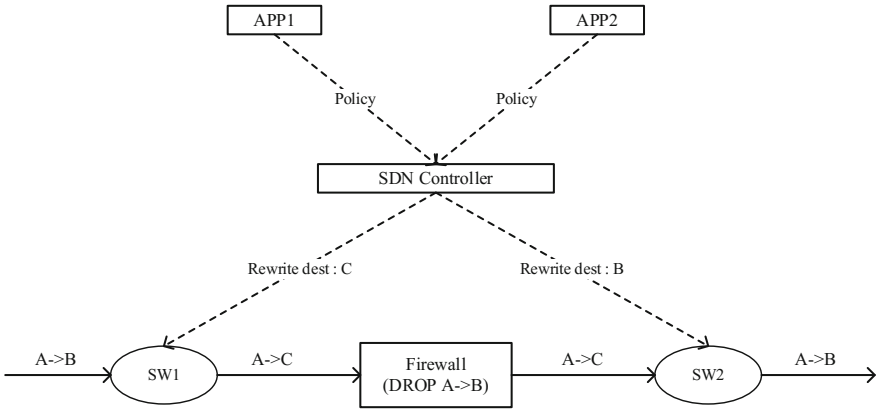 APP1
APP2
Policy
Policy
SDN Controller
Rewrite dest : C
Rewrite dest : B
A->B
SW1
A->C
Firewall
(DROP A->B)
A->C
SW2
A->B